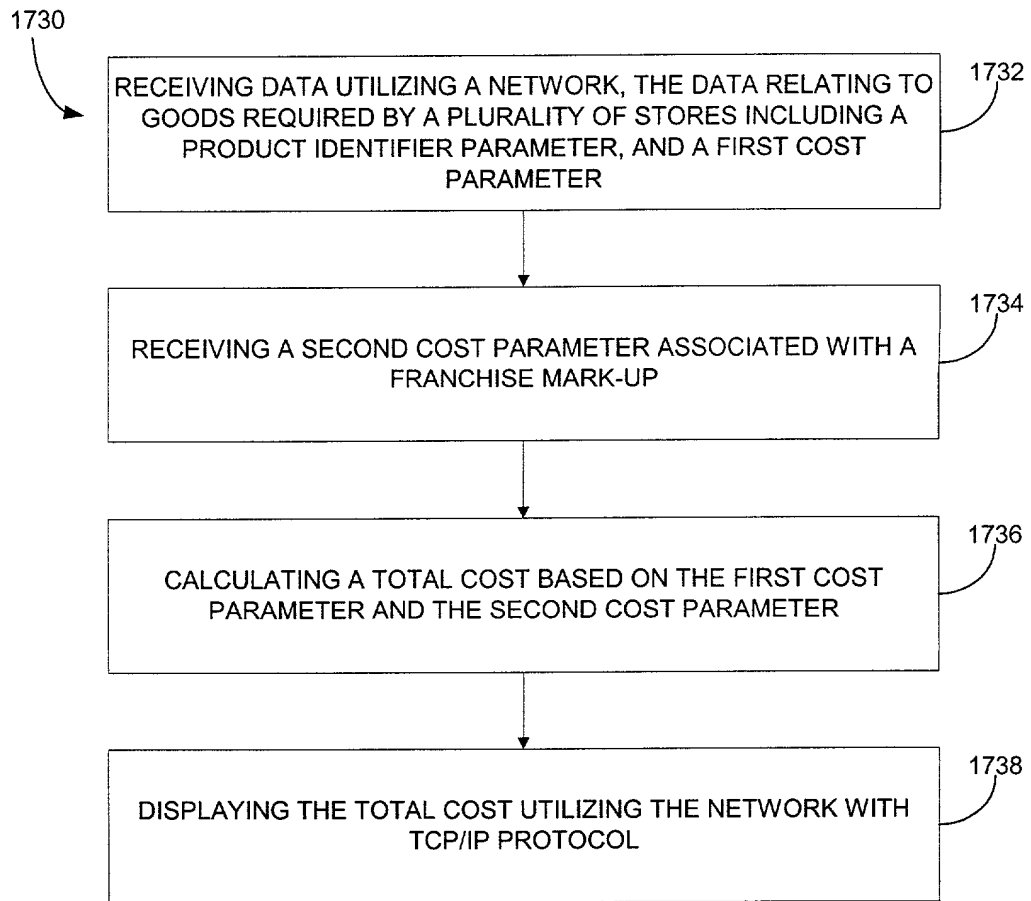 1730
1732
RECEIVING DATA UTILIZING A NETWORK, THE DATA RELATING TO
GOODS REQUIRED BY A PLURALITY OF STORES INCLUDING A
PRODUCT IDENTIFIER PARAMETER, AND A FIRST COST
PARAMETER
1734
RECEIVING A SECOND COST PARAMETER ASSOCIATED WITH A
FRANCHISE MARK-UP
1736
CALCULATING A TOTAL COST BASED ON THE FIRST COST
PARAMETER AND THE SECOND COST PARAMETER
1738
DISPLAYING THE TOTAL COST UTILIZING THE NETWORK WITH
TCP/IP PROTOCOL